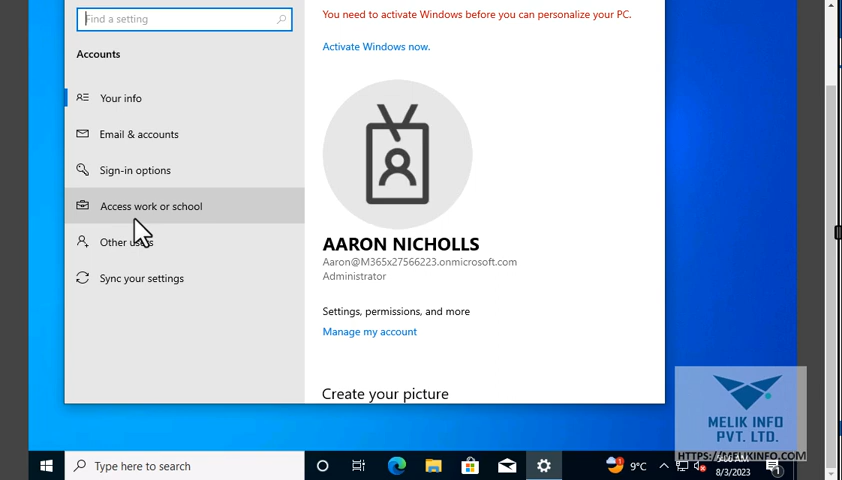 Find a setting
You need to activate Windows before you can personalize your PC.
Activate Windows now.
Accounts
Your info
Email & accounts
Sign-in options
Access work or school
Other users
Sync your settings
AARON NICHOLLS
Aaron@M365x27566223.onmicrosoft.com
Administrator
Settings, permissions, and more
Manage my account
Create your picture
MELIK INFO
PVT. LTD.
HTTPS://MELIKINFO.COM
Type here to search
9°C
8/3/2023
1